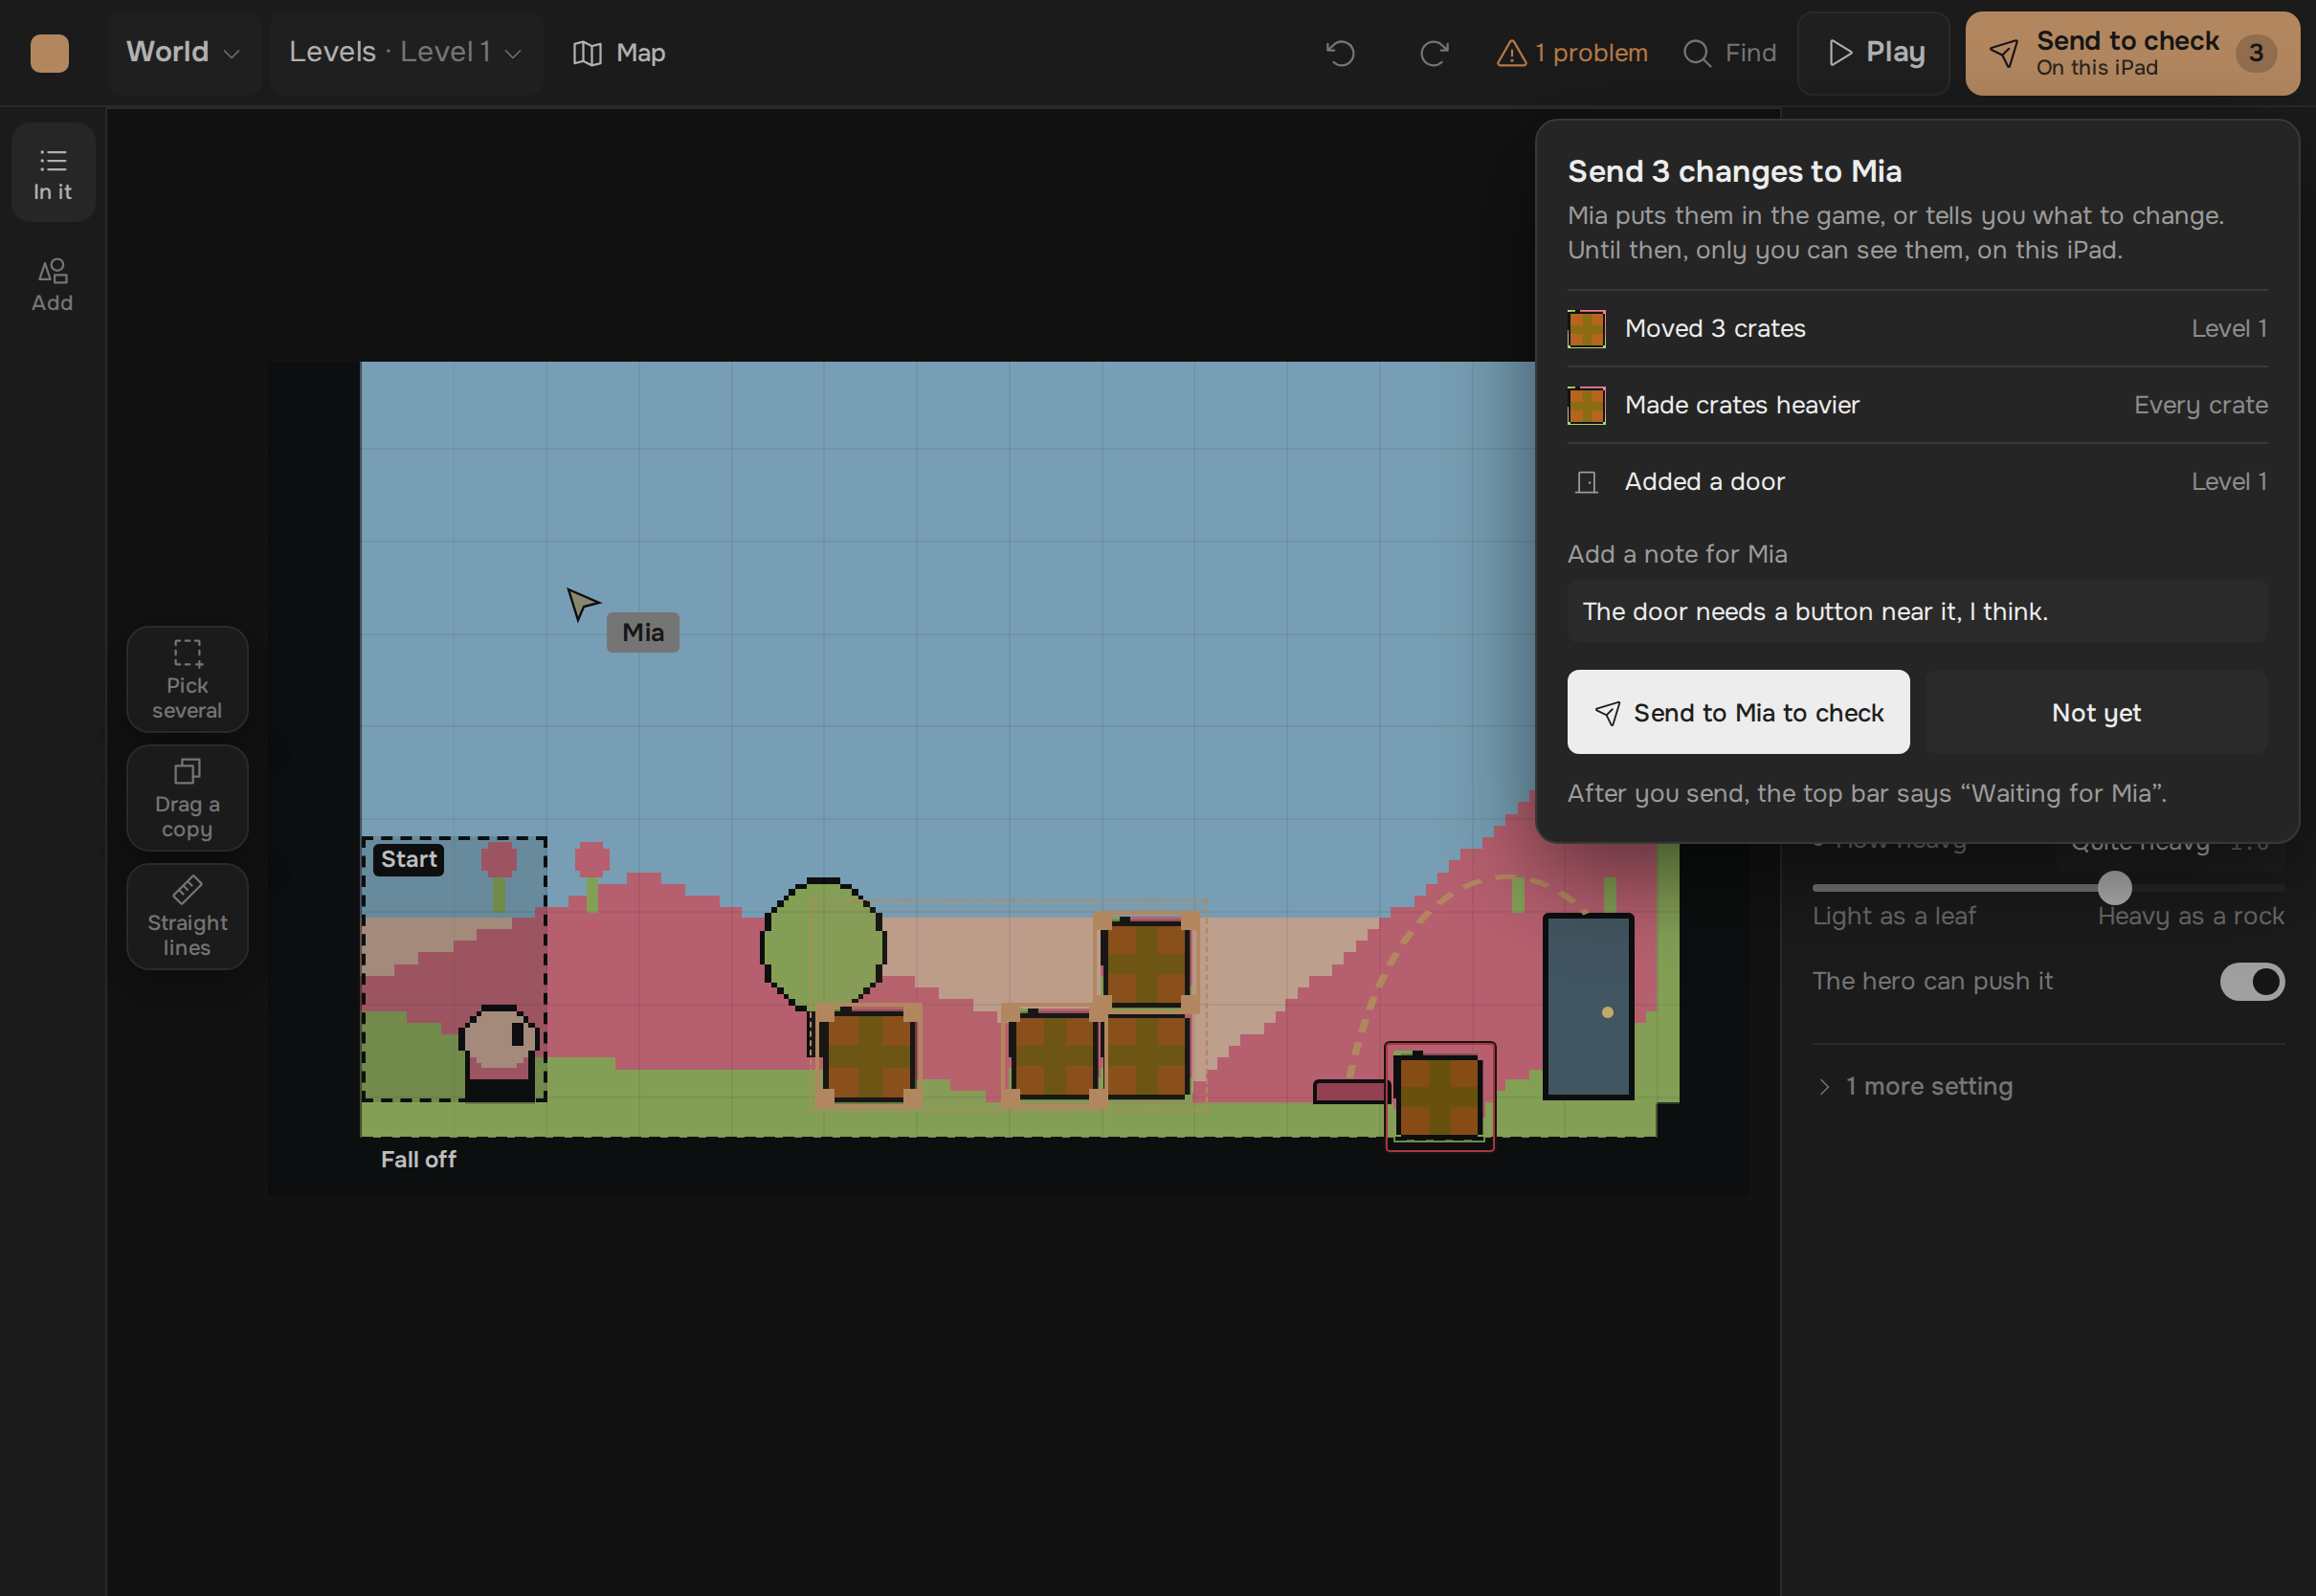 World
Levels · Level 1
Map
1 problem
Find
Play
Send to check
On this iPad
3
In it
Add
Send 3 changes to Mia
Mia puts them in the game, or tells you what to change.
Until then, only you can see them, on this iPad.
Moved 3 crates
Level 1
Made crates heavier
Every crate
Added a door
Level 1
Add a note for Mia
The door needs a button near it, I think.
Send to Mia to check
Not yet
After you send, the top bar says “Waiting for Mia”.
Mia
Pick
several
Drag a
copy
Straight
lines
Start
Fall off
How heavy
Quite heavy
Light as a leaf
Heavy as a rock
The hero can push it
1 more setting